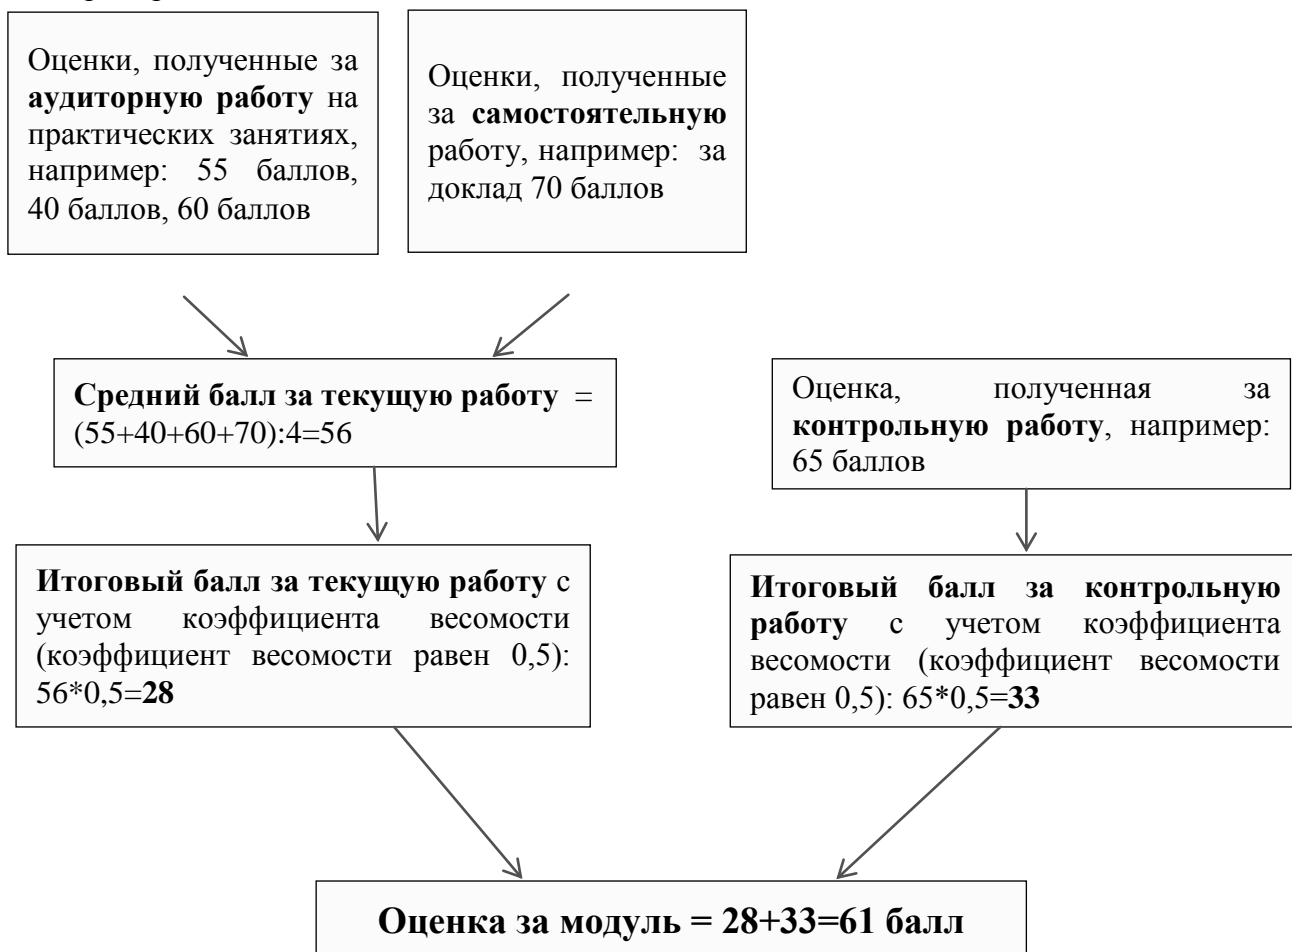 Оценки, полученные за
аудиторную работу на
практических занятиях,
например: 55 баллов,
40 баллов, 60 баллов
Оценки, полученные
за самостоятельную
работу, например: за
доклад 70 баллов
Средний балл за текущую работу =
(55+40+60+70):4=56
Оценка, полученная за
контрольную работу, например:
65 баллов
Итоговый балл за текущую работу с
учетом коэффициента весомости
(коэффициент весомости равен 0,5):
56*0,5=28
Итоговый балл за контрольную
работу с учетом коэффициента
весомости (коэффициент весомости
равен 0,5): 65*0,5=33
Оценка за модуль = 28+33=61 балл